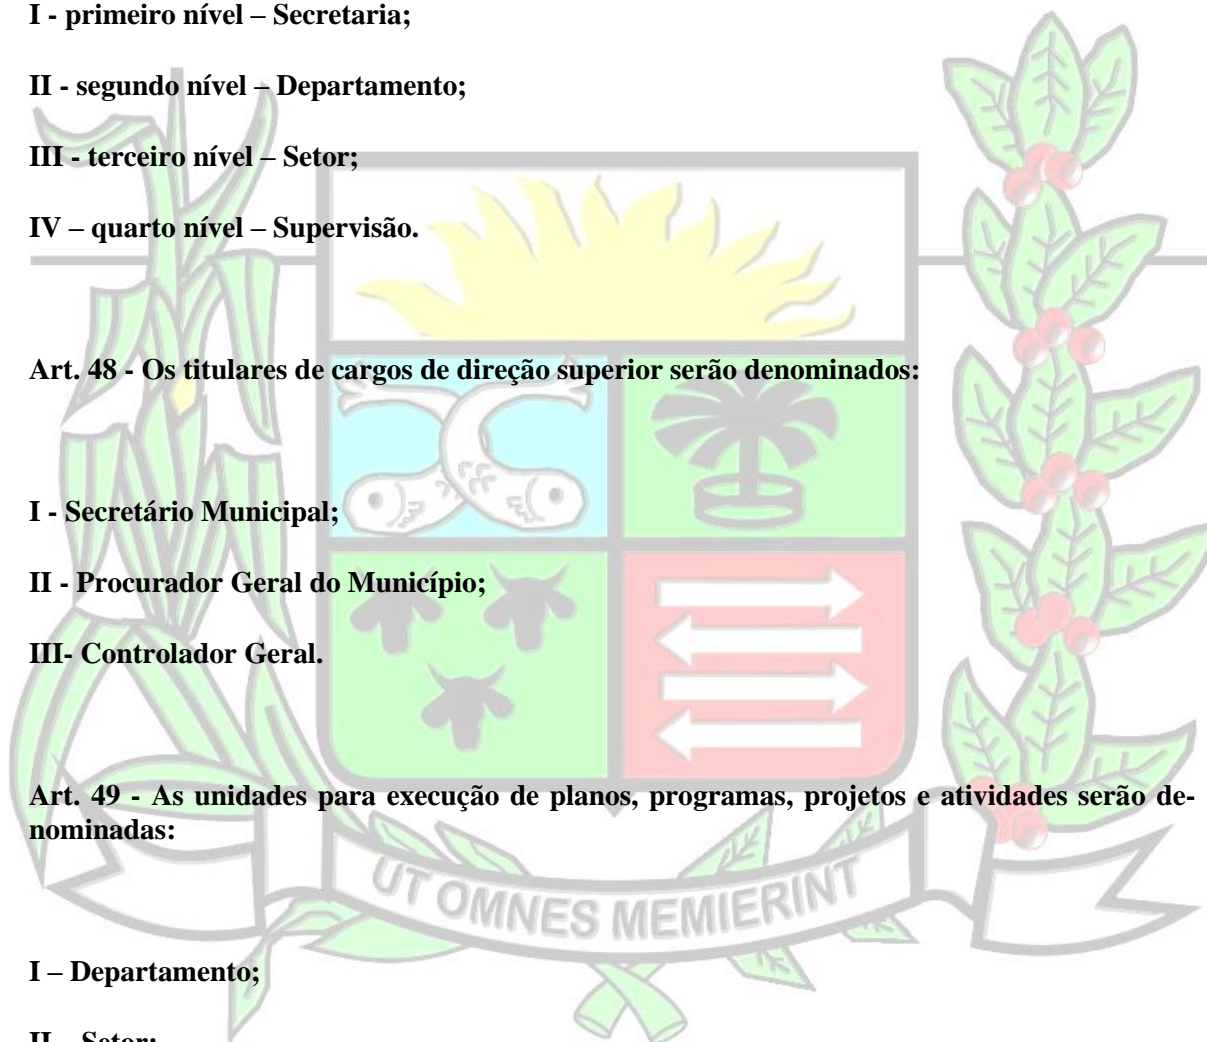 I - primeiro nível – Secretaria;
II - segundo nível – Departamento;
III - terceiro nível – Setor;
IV – quarto nível – Supervisão.
Art. 48 - Os titulares de cargos de direção superior serão denominados:
I - Secretário Municipal;
II - Procurador Geral do Município;
III- Controlador Geral.
Art. 49 - As unidades para execução de planos, programas, projetos e atividades serão de-
nominadas:
UT OMNES MEMIERINT
I – Departamento;
II – Setor;